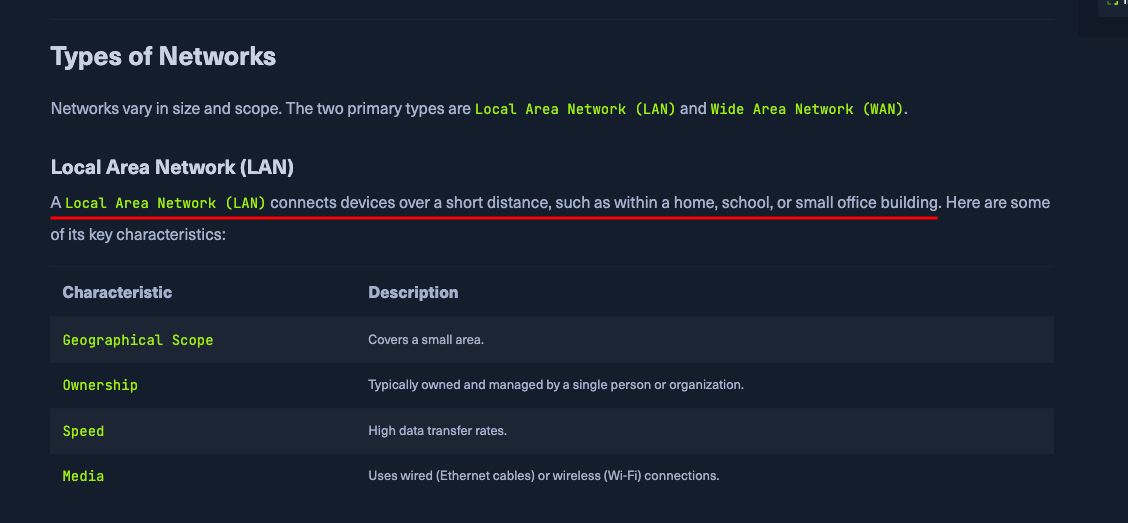 Types of Networks
Networks vary in size and scope. The two primary types are Local Area Network (LAN) and Wide Area Network (WAN).
Local Area Network (LAN)
A Local Area Network (LAN) connects devices over a short distance, such as within a home, school, or small office building. Here are some
of its key characteristics:
Characteristic Description
Geographical Scope Covers a small area.
Ownership Typically owned and managed by a single person or organization.
Speed High data transfer rates.
Media Uses wired (Ethernet cables) or wireless (Wi-Fi) connections.